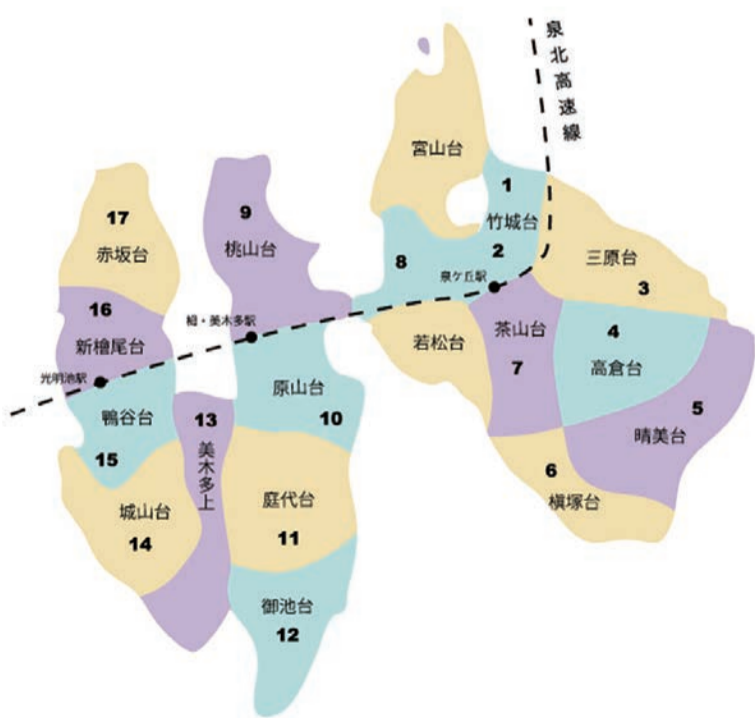 泉北高速線
宮山台
1
竹城台
2
8
泉ケ丘駅
三原台
3
若松台
茶山台
7
4
高倉台
5
晴美台
6
槇塚台
9
桃山台
栂・美木多駅
原山台
10
庭代台
11
御池台
12
13
美木多上
17
赤坂台
16
新檜尾台
光明池駅
鴨谷台
15
城山台
14